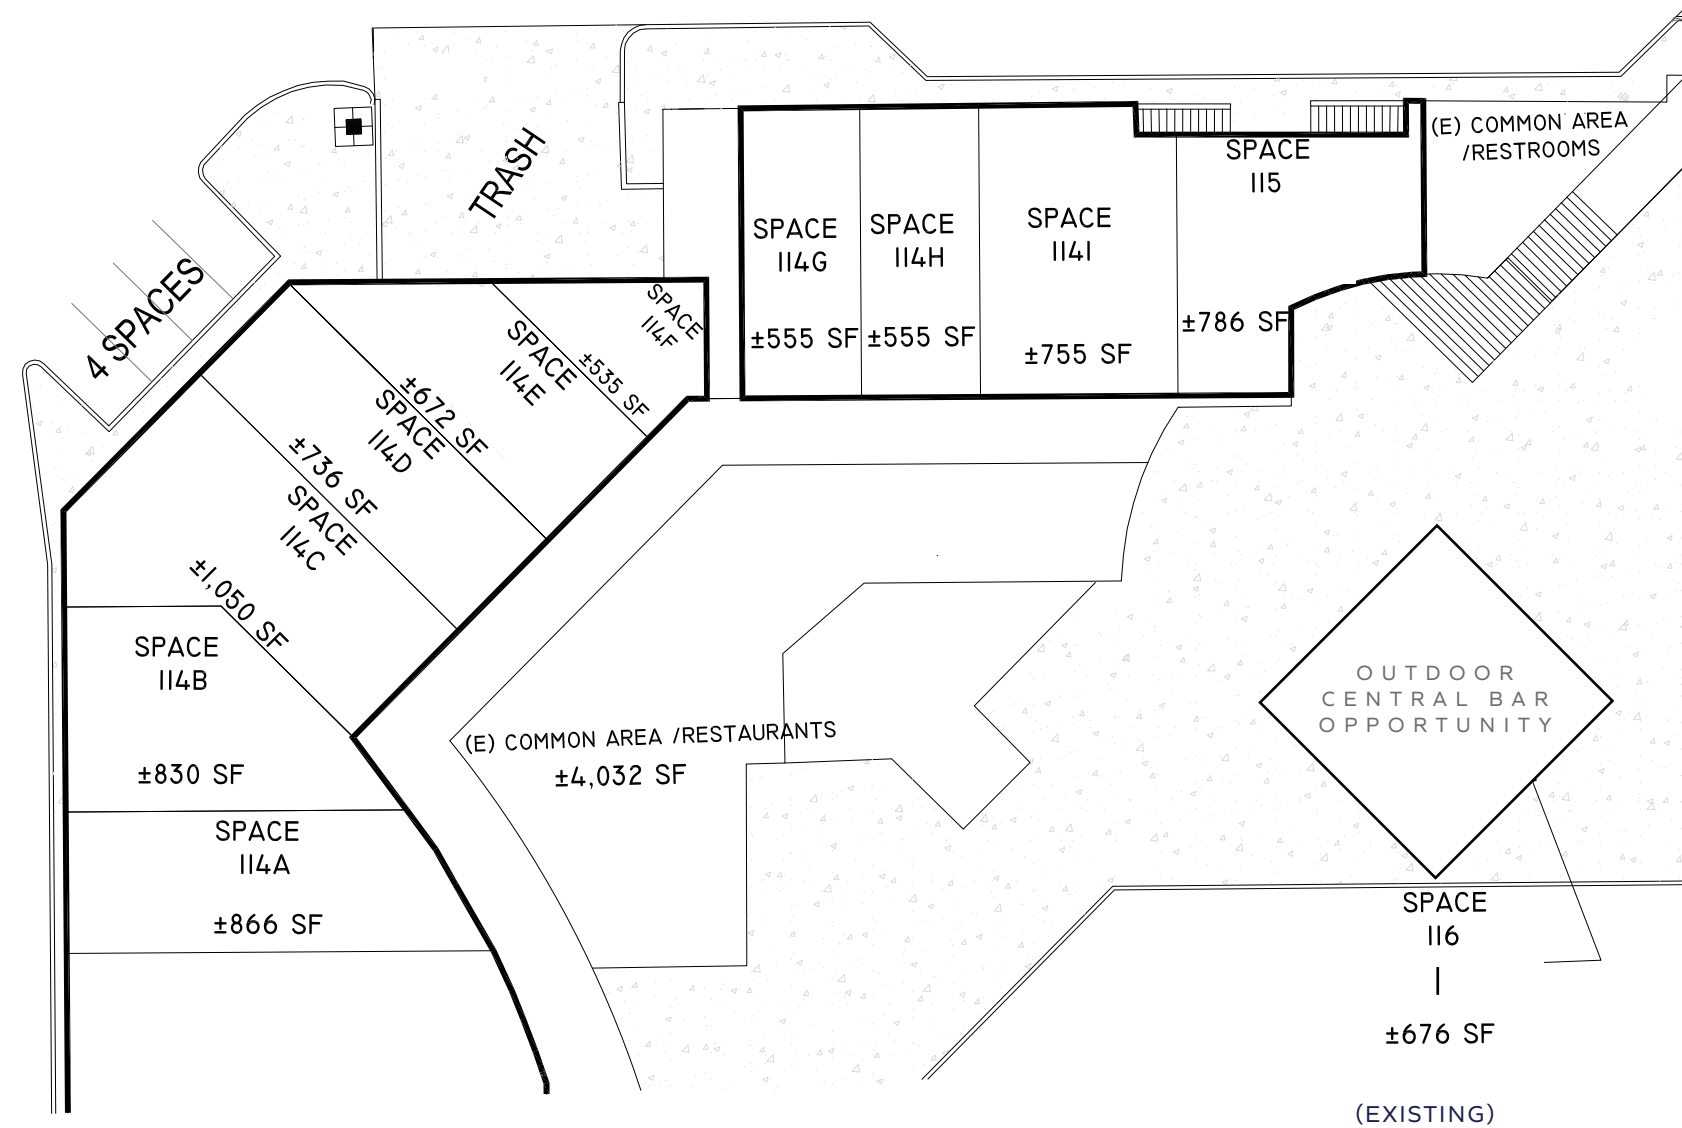 TRASH
4 SPACES
(E) COMMON AREA
/RESTROOMS
SPACE
115
±786 SF
SPACE
114I
±755 SF
SPACE
114H
±555 SF
SPACE
114G
±555 SF
SPACE
114F
±535 SF
SPACE
114E
±672 SF
SPACE
114D
±736 SF
SPACE
114C
±1,050 SF
SPACE
114B
±830 SF
SPACE
114A
±866 SF
(E) COMMON AREA /RESTAURANTS
±4,032 SF
OUTDOOR
CENTRAL BAR
OPPORTUNITY
SPACE
116
±676 SF
(EXISTING)